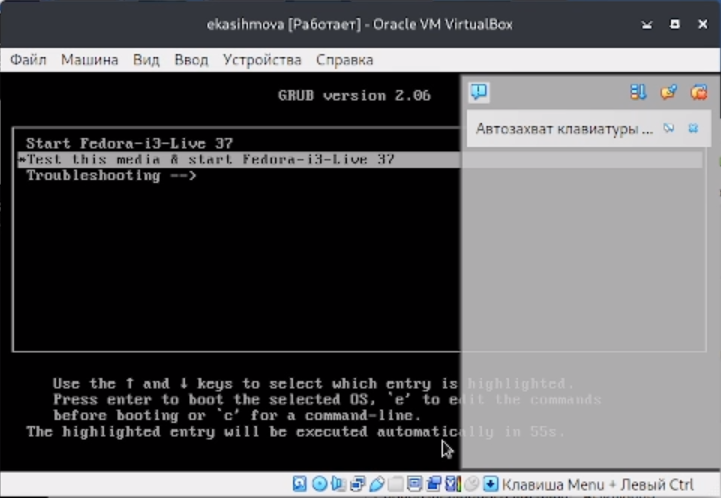 ekasihmova [Работает] - Oracle VM VirtualBox
Файл Машина Вид Ввод Устройства Справка
GRUB version 2.06
Автозахват клавиатуры ...
Start Fedora-i3-Live 37
*Test this media & start Fedora-i3-Live 37
Troubleshooting -->
Use the ↑ and ↓ keys to select which entry is highlighted.
Press enter to boot the selected OS, `e' to edit the commands
before booting or `c' for a command-line.
The highlighted entry will be executed automatically in 55s.
Клавиша Menu + Левый Ctrl